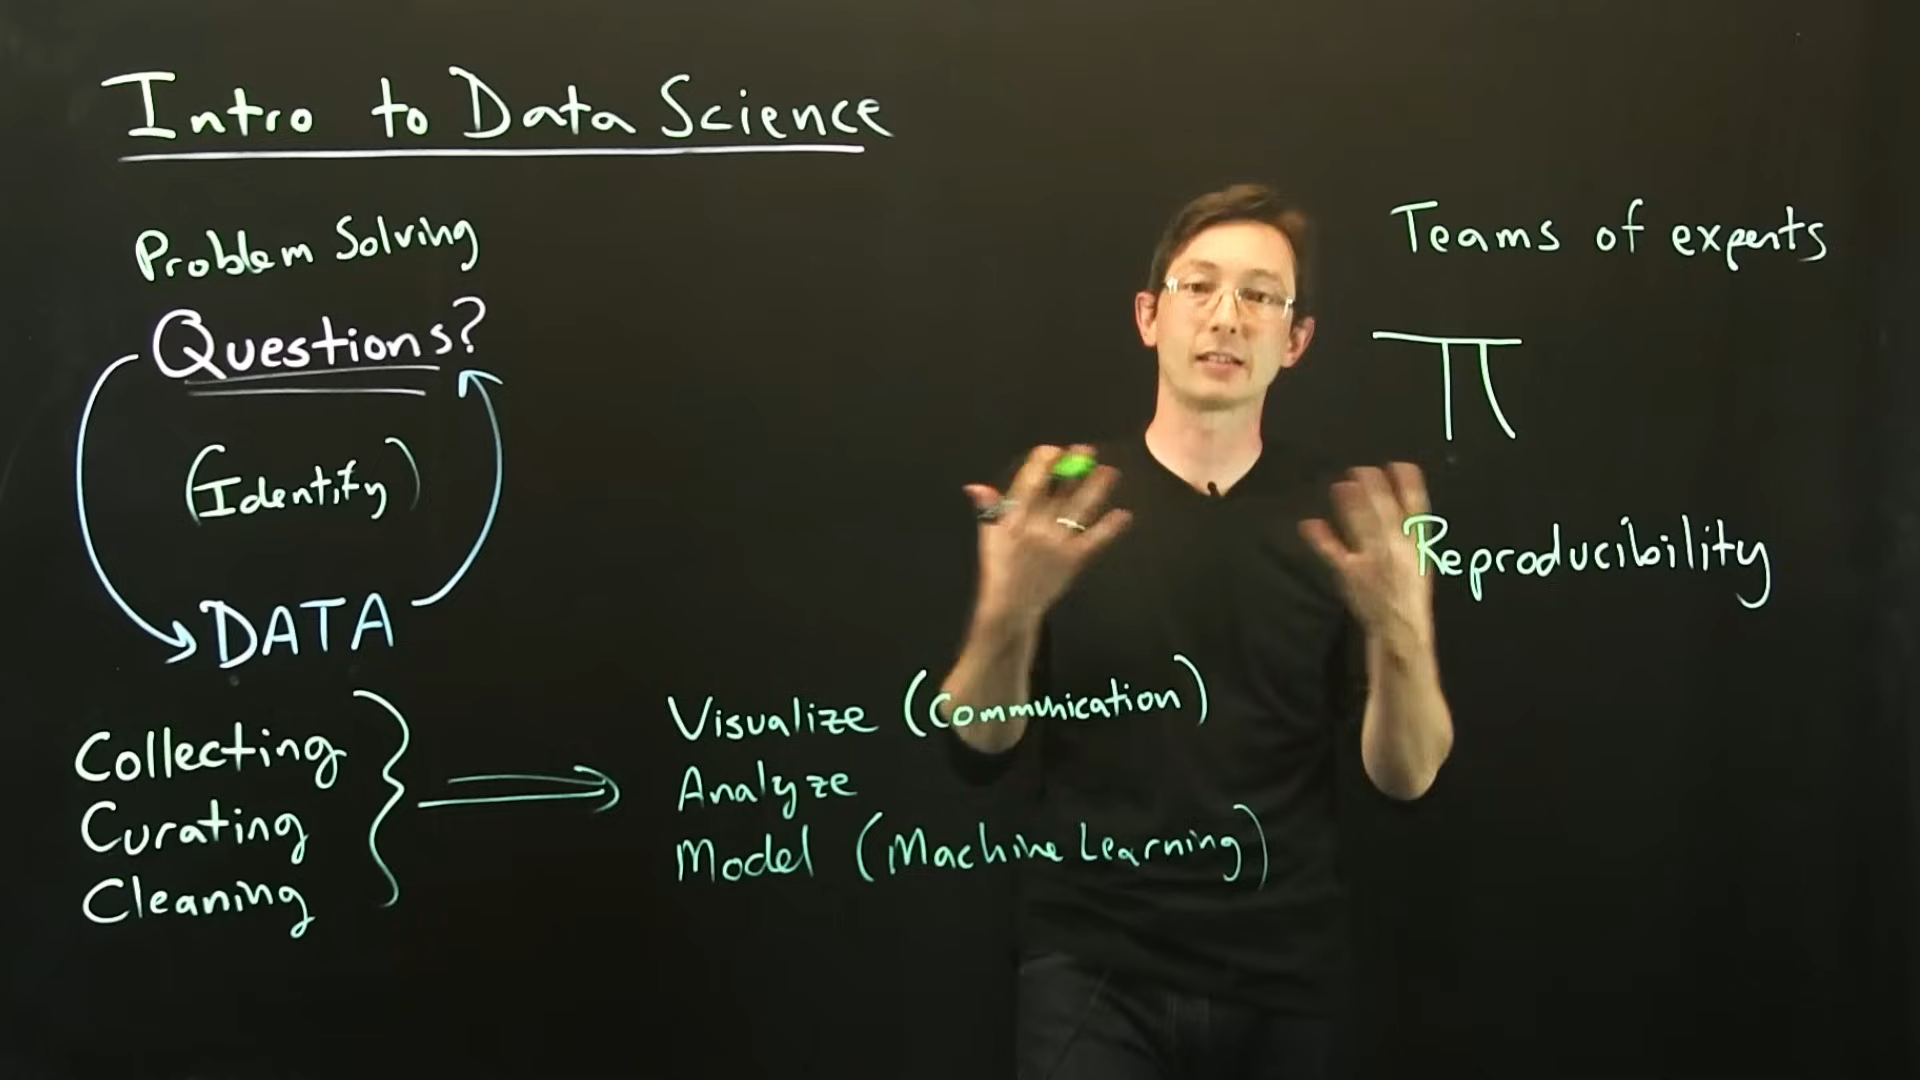 Intro to Data Science
Problem Solving
Questions?
(Identify)
DATA
Collecting
Curating
Cleaning
Visualize (Communication)
Analyze
Model (Machine Learning)
Teams of experts
π
Reproducibility